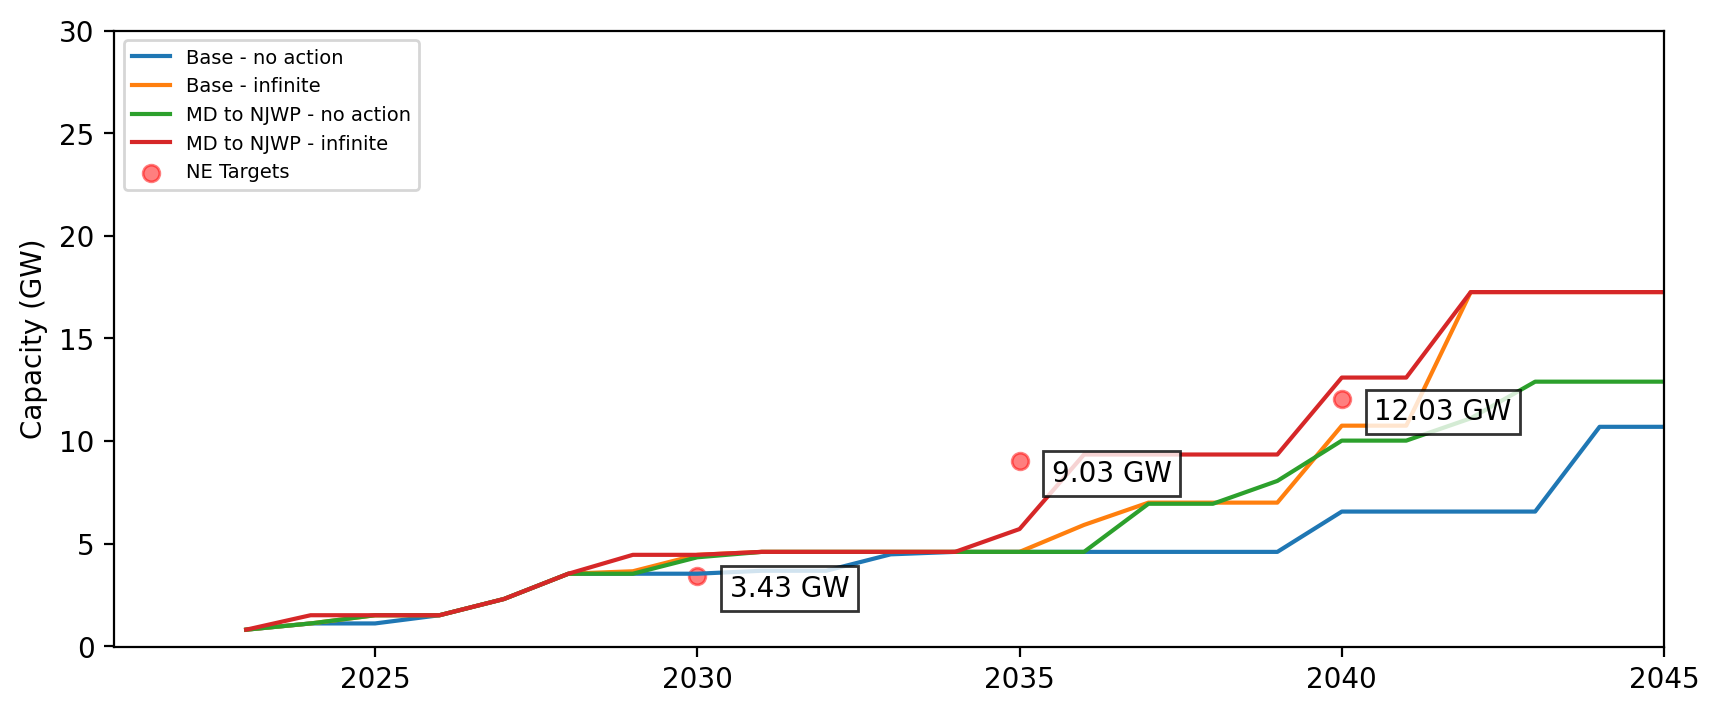 30
25
20
15
10
5
0
Capacity (GW)
Base - no action
Base - infinite
MD to NJWP - no action
MD to NJWP - infinite
NE Targets
12.03 GW
9.03 GW
3.43 GW
2025 2030 2035 2040 2045